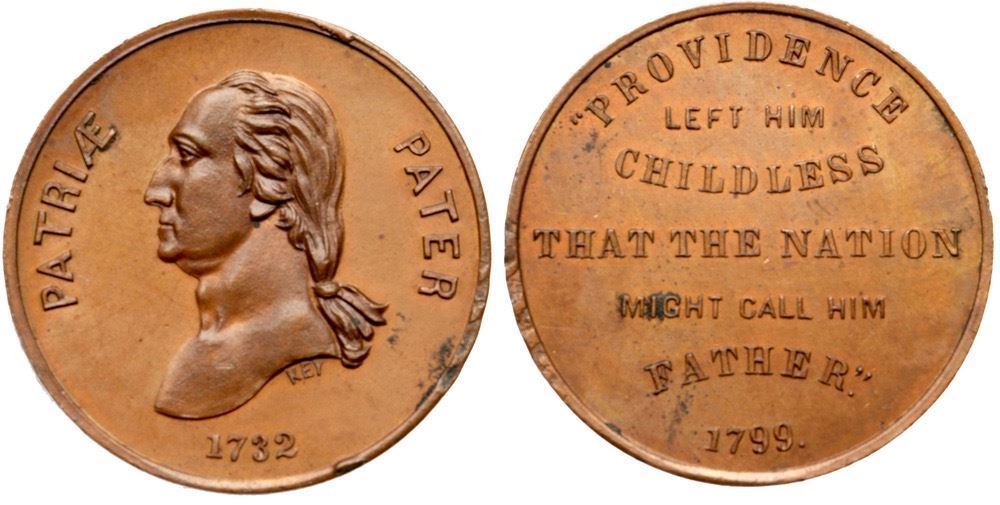 PATRIÆ PATER
KEY
1732
"PROVIDENCE
LEFT HIM
CHILDLESS
THAT THE NATION
MIGHT CALL HIM
FATHER."
1799.